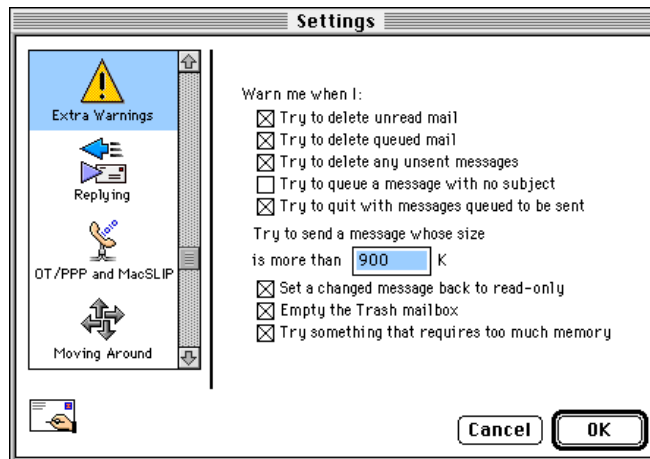 Settings
Extra Warnings
Replying
OT/PPP and MacSLIP
Moving Around
Warn me when I:
Try to delete unread mail
Try to delete queued mail
Try to delete any unsent messages
Try to queue a message with no subject
Try to quit with messages queued to be sent
Try to send a message whose size
is more than 900 K
Set a changed message back to read-only
Empty the Trash mailbox
Try something that requires too much memory
Cancel OK